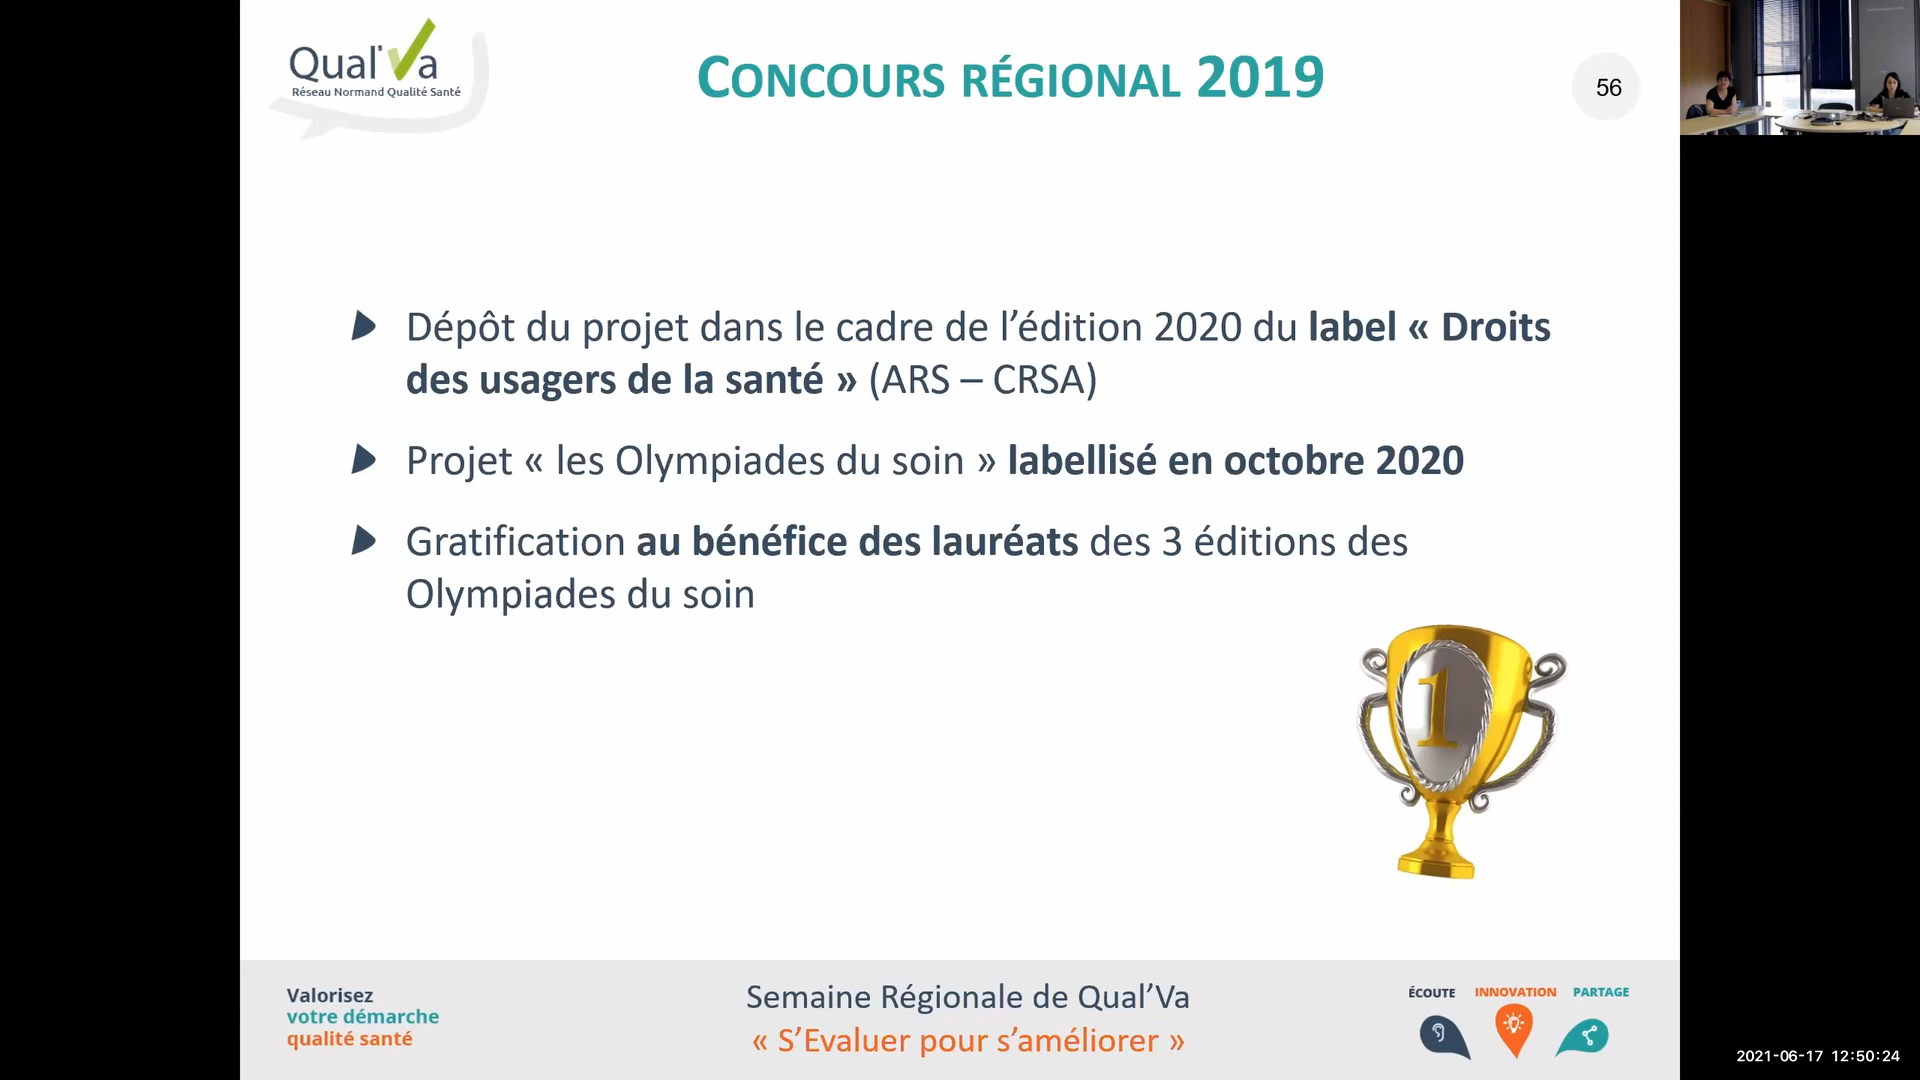 Qual'Va
Réseau Normand Qualité Santé
CONCOURS RÉGIONAL 2019
56
Dépôt du projet dans le cadre de l’édition 2020 du label « Droits
des usagers de la santé » (ARS – CRSA)
Projet « les Olympiades du soin » labellisé en octobre 2020
Gratification au bénéfice des lauréats des 3 éditions des
Olympiades du soin
1
Valorisez
votre démarche
qualité santé
Semaine Régionale de Qual’Va
« S’Evaluer pour s’améliorer »
ÉCOUTE INNOVATION PARTAGE
2021-06-17 12:50:24